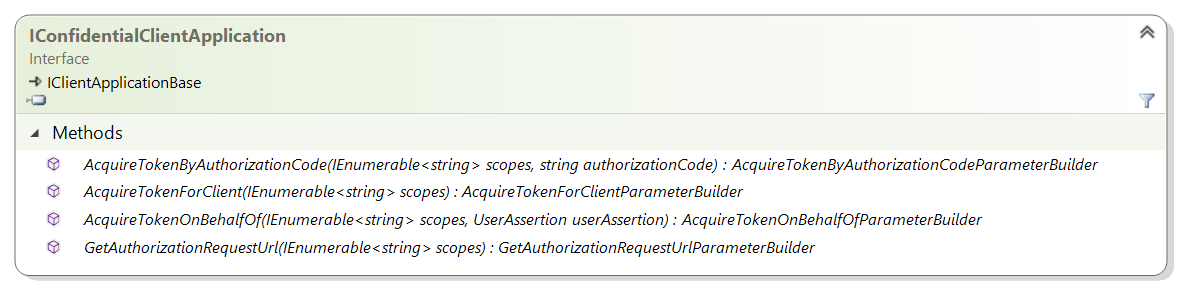 IConfidentialClientApplication
Interface
IClientApplicationBase
Methods
AcquireTokenByAuthorizationCode(IEnumerable<string> scopes, string authorizationCode) : AcquireTokenByAuthorizationCodeParameterBuilder
AcquireTokenForClient(IEnumerable<string> scopes) : AcquireTokenForClientParameterBuilder
AcquireTokenOnBehalfOf(IEnumerable<string> scopes, UserAssertion userAssertion) : AcquireTokenOnBehalfOfParameterBuilder
GetAuthorizationRequestUrl(IEnumerable<string> scopes) : GetAuthorizationRequestUrlParameterBuilder